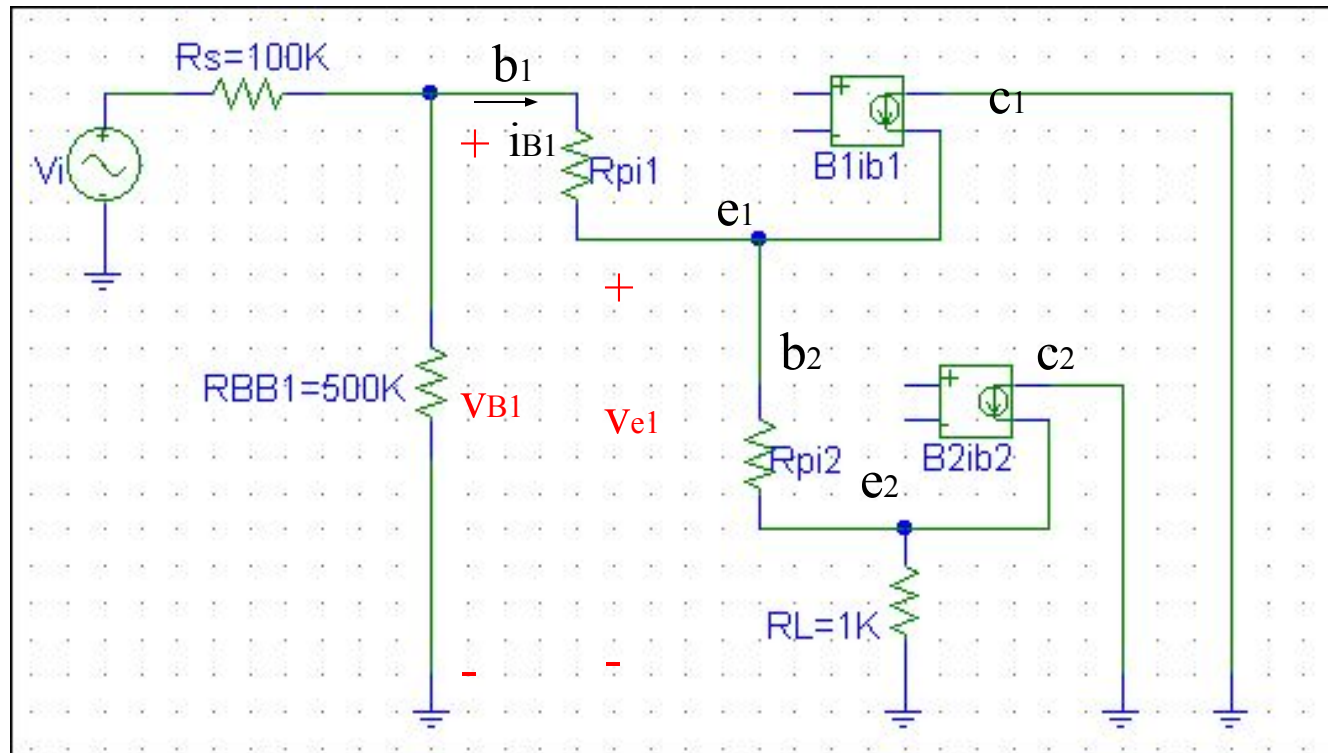 Rs=100K
b1
iB1
+
Vi
+
Rpi1
+
-
B1ib1
c1
e1
+
RBB1=500K
vB1
ve1
b2
Rpi2
+
-
B2ib2
c2
e2
RL=1K
-
-